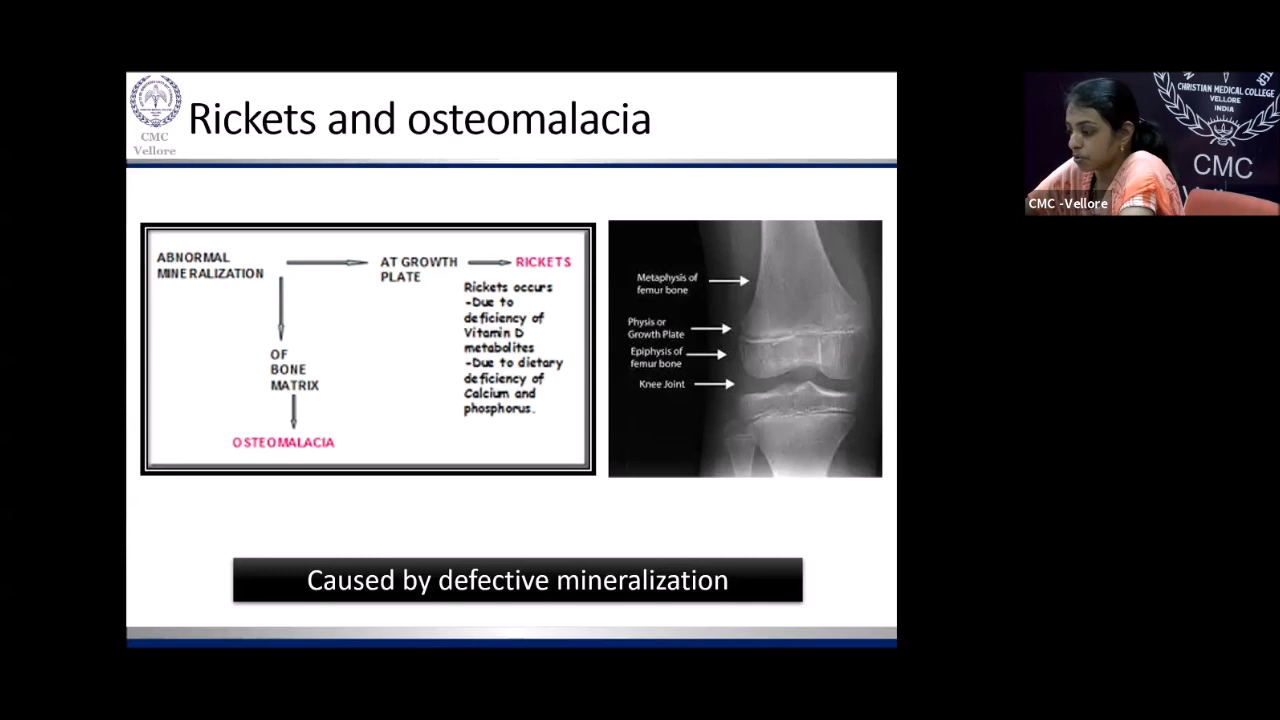 CMC
Vellore
Rickets and osteomalacia
ABNORMAL
MINERALIZATION
AT GROWTH
PLATE
RICKETS
Rickets occurs
-Due to
deficiency of
Vitamin D
metabolites
-Due to dietary
deficiency of
Calcium and
phosphorus.
OF
BONE
MATRIX
OSTEOMALACIA
Metaphysis of
femur bone
Physis or
Growth Plate
Epiphysis of
femur bone
Knee Joint
Caused by defective mineralization
CHRISTIAN MEDICAL COLLEGE
VELLORE
INDIA
CMC
CMC -Vellore